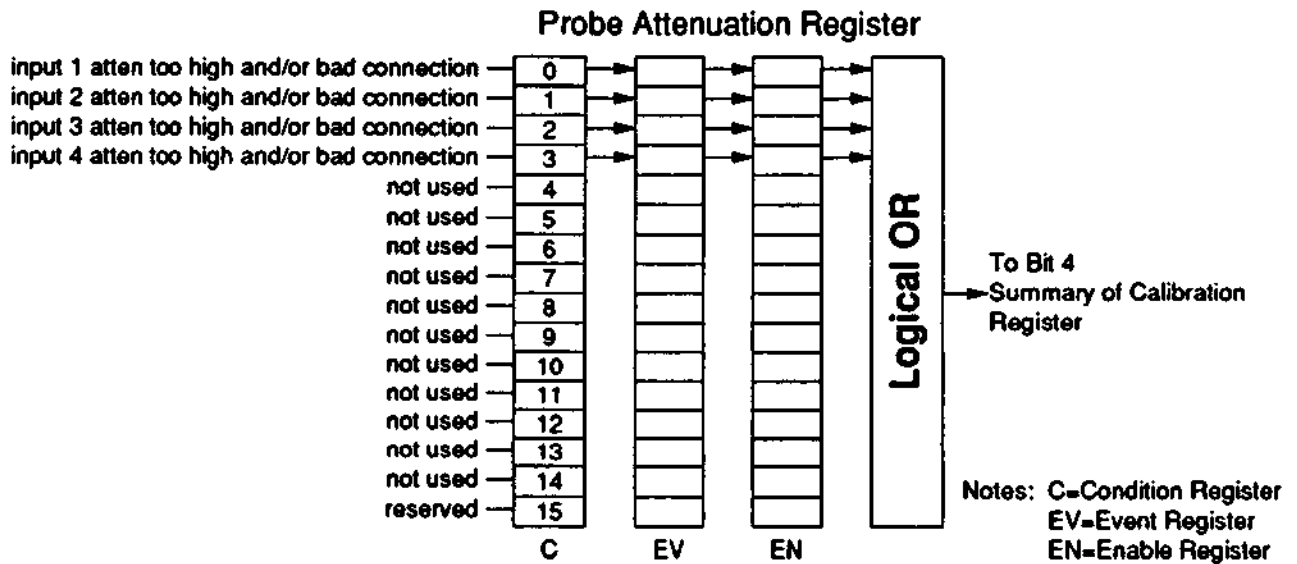 Probe Attenuation Register
input 1 atten too high and/or bad connection 0
input 2 atten too high and/or bad connection 1
input 3 atten too high and/or bad connection 2
input 4 atten too high and/or bad connection 3
not used 4
not used 5
not used 6
not used 7
not used 8
not used 9
not used 10
not used 11
not used 12
not used 13
not used 14
reserved 15
C EV EN
Logical OR
To Bit 4
Summary of Calibration
Register
Notes: C=Condition Register
EV=Event Register
EN=Enable Register